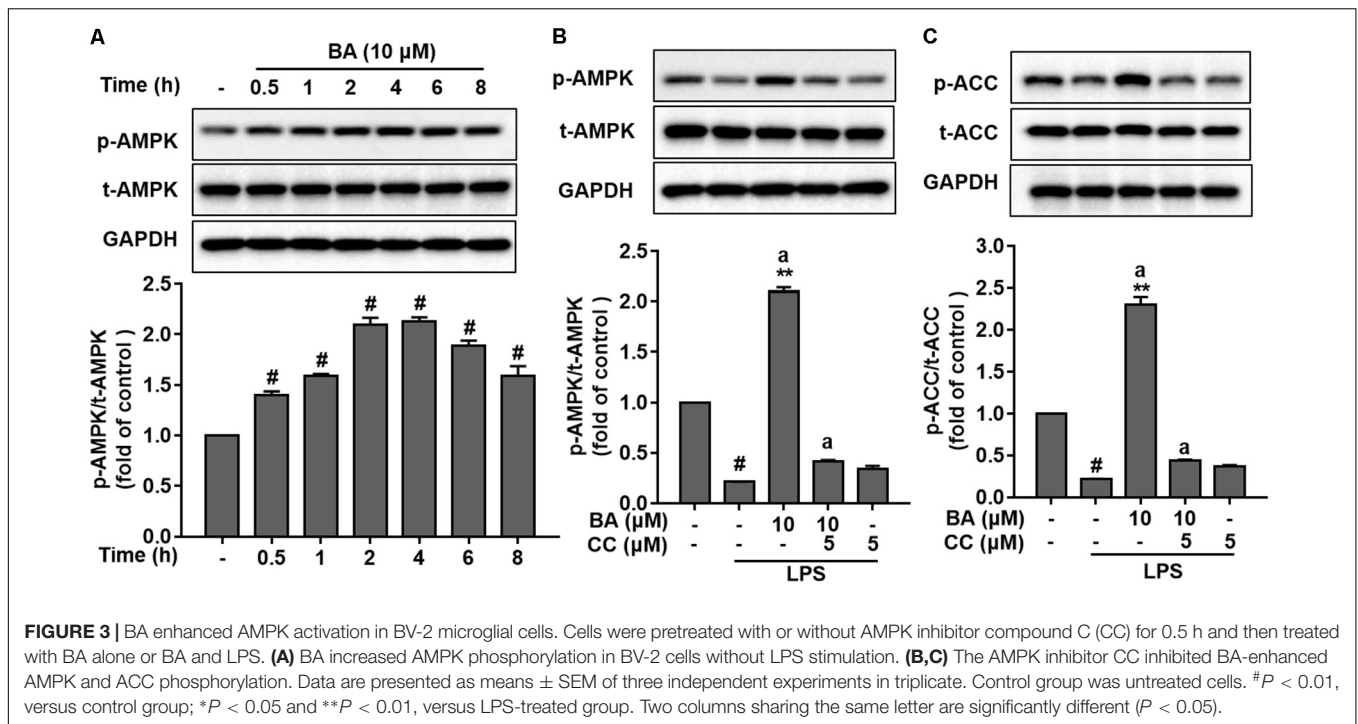 A
BA (10 µM)
Time (h) - 0.5 1 2 4 6 8
p-AMPK
t-AMPK
GAPDH
p-AMPK/t-AMPK
(fold of control )
2.5
2.0
1.5
1.0
0.5
0.0
# # # # # #
Time (h) - 0.5 1 2 4 6 8
B
p-AMPK
t-AMPK
GAPDH
p-AMPK/t-AMPK
(fold of control )
2.5
2.0
1.5
1.0
0.5
0.0
#
a
**
a
BA (µM) - - 10 10 -
CC (µM) - - - 5 5
LPS
C
p-ACC
t-ACC
GAPDH
p-ACC/t-ACC
(fold of control )
3.0
2.5
2.0
1.5
1.0
0.5
0.0
#
a
**
a
BA (µM) - - 10 10 -
CC (µM) - - - 5 5
LPS
FIGURE 3 | BA enhanced AMPK activation in BV-2 microglial cells. Cells were pretreated with or without AMPK inhibitor compound C (CC) for 0.5 h and then treated
with BA alone or BA and LPS. (A) BA increased AMPK phosphorylation in BV-2 cells without LPS stimulation. (B,C) The AMPK inhibitor CC inhibited BA-enhanced
AMPK and ACC phosphorylation. Data are presented as means ± SEM of three independent experiments in triplicate. Control group was untreated cells. #P < 0.01,
versus control group; *P < 0.05 and **P < 0.01, versus LPS-treated group. Two columns sharing the same letter are significantly different (P < 0.05).